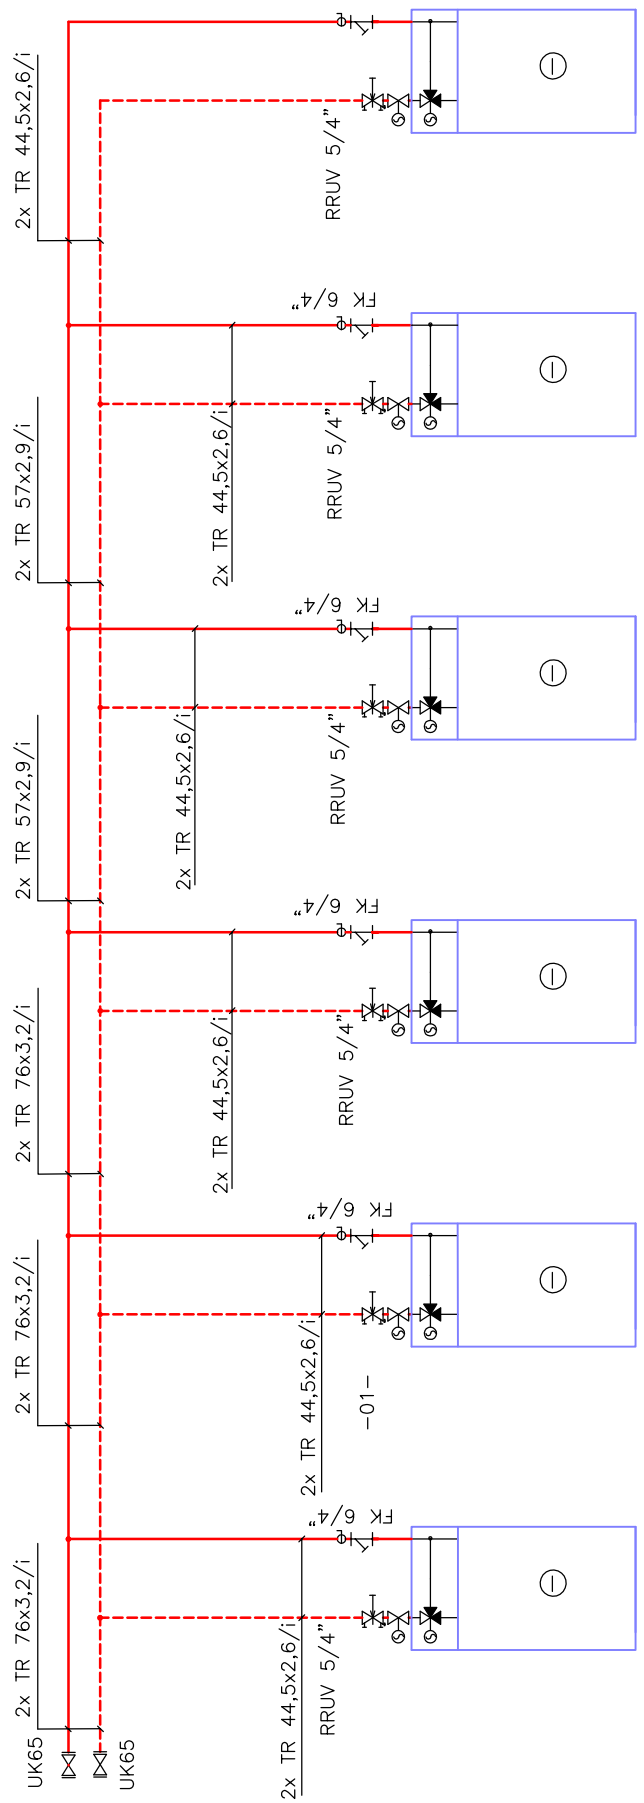 2x TR 44,5x2,6/i
RRUV 5/4"
FK 6/4"
2x TR 57x2,9/i
2x TR 44,5x2,6/i
RRUV 5/4"
FK 6/4"
2x TR 57x2,9/i
2x TR 44,5x2,6/i
RRUV 5/4"
FK 6/4"
2x TR 76x3,2/i
2x TR 44,5x2,6/i
RRUV 5/4"
FK 6/4"
2x TR 76x3,2/i
2x TR 44,5x2,6/i
-01-
FK 6/4"
2x TR 76x3,2/i
2x TR 44,5x2,6/i
RRUV 5/4"
UK65
UK65